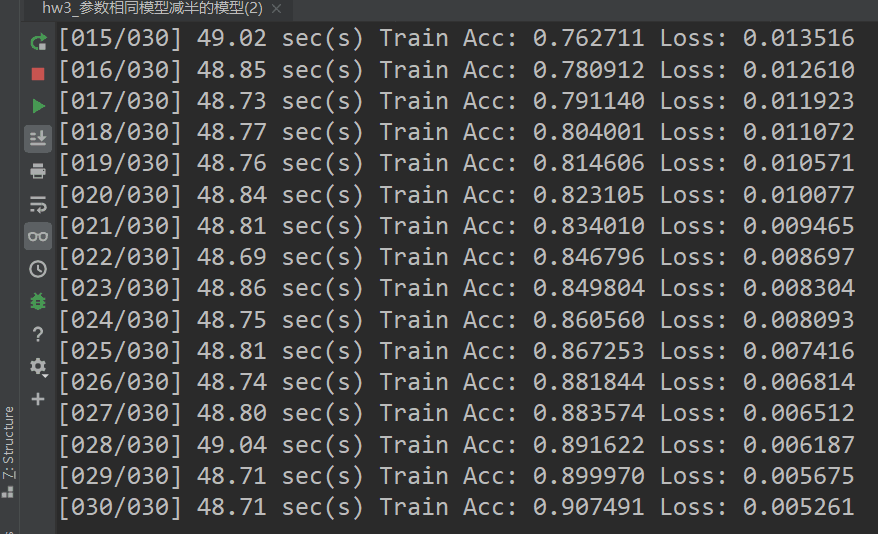 hw3_参数相同模型减半的模型(2)
[015/030] 49.02 sec(s) Train Acc: 0.762711 Loss: 0.013516
[016/030] 48.85 sec(s) Train Acc: 0.780912 Loss: 0.012610
[017/030] 48.73 sec(s) Train Acc: 0.791140 Loss: 0.011923
[018/030] 48.77 sec(s) Train Acc: 0.804001 Loss: 0.011072
[019/030] 48.76 sec(s) Train Acc: 0.814606 Loss: 0.010571
[020/030] 48.84 sec(s) Train Acc: 0.823105 Loss: 0.010077
[021/030] 48.81 sec(s) Train Acc: 0.834010 Loss: 0.009465
[022/030] 48.69 sec(s) Train Acc: 0.846796 Loss: 0.008697
[023/030] 48.86 sec(s) Train Acc: 0.849804 Loss: 0.008304
[024/030] 48.75 sec(s) Train Acc: 0.860560 Loss: 0.008093
[025/030] 48.81 sec(s) Train Acc: 0.867253 Loss: 0.007416
[026/030] 48.74 sec(s) Train Acc: 0.881844 Loss: 0.006814
[027/030] 48.80 sec(s) Train Acc: 0.883574 Loss: 0.006512
[028/030] 49.04 sec(s) Train Acc: 0.891622 Loss: 0.006187
[029/030] 48.71 sec(s) Train Acc: 0.899970 Loss: 0.005675
[030/030] 48.71 sec(s) Train Acc: 0.907491 Loss: 0.005261
7: Structure